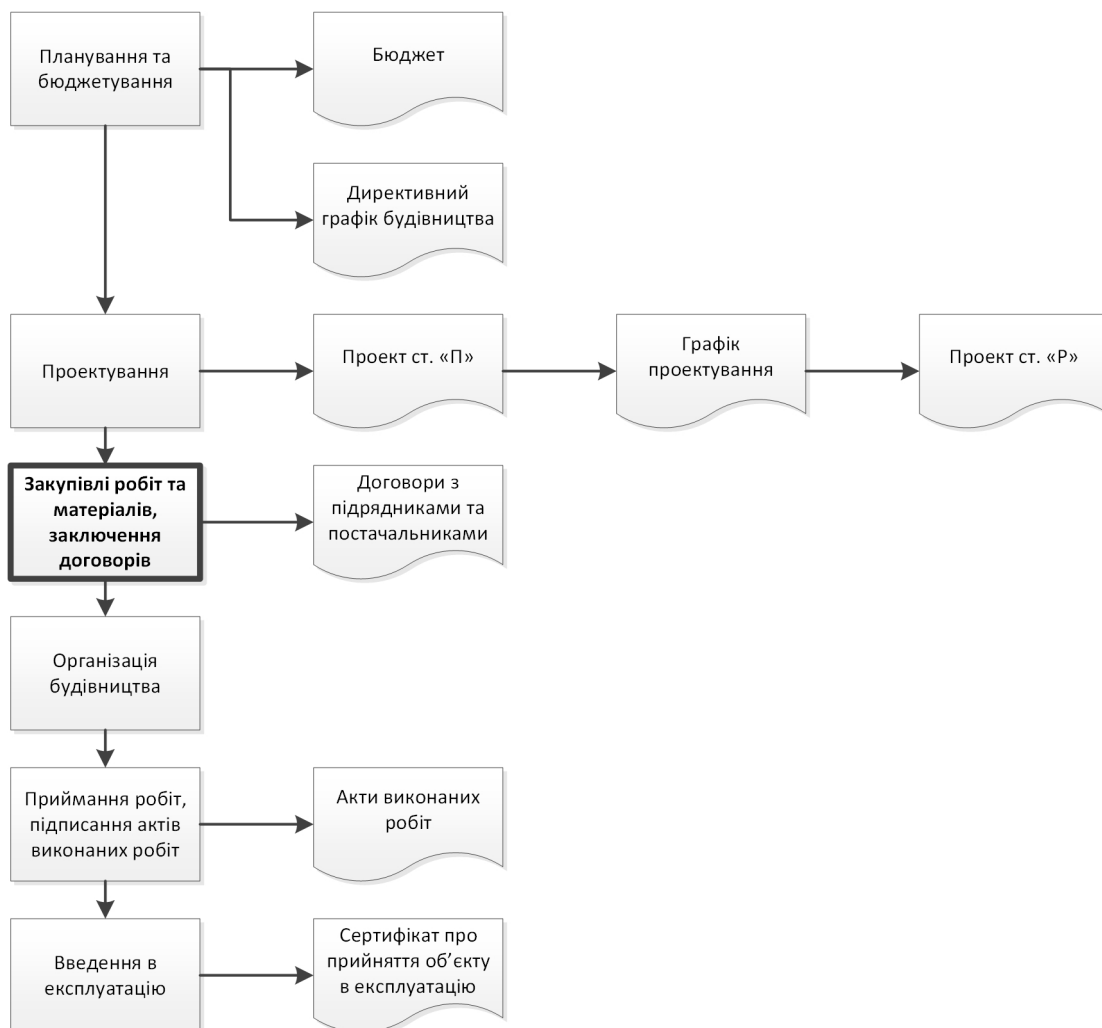 Планування та
бюджетування
Бюджет
Директивний
графік будівництва
Проектування
Проект ст. «П»
Графік
проектування
Проект ст. «Р»
Закупівлі робіт та
матеріалів,
заключення
договорів
Договори з
підрядниками та
постачальниками
Організація
будівництва
Приймання робіт,
підписання актів
виконаних робіт
Акти виконаних
робіт
Введення в
експлуатацію
Сертифікат про
прийняття об’єкту
в експлуатацію